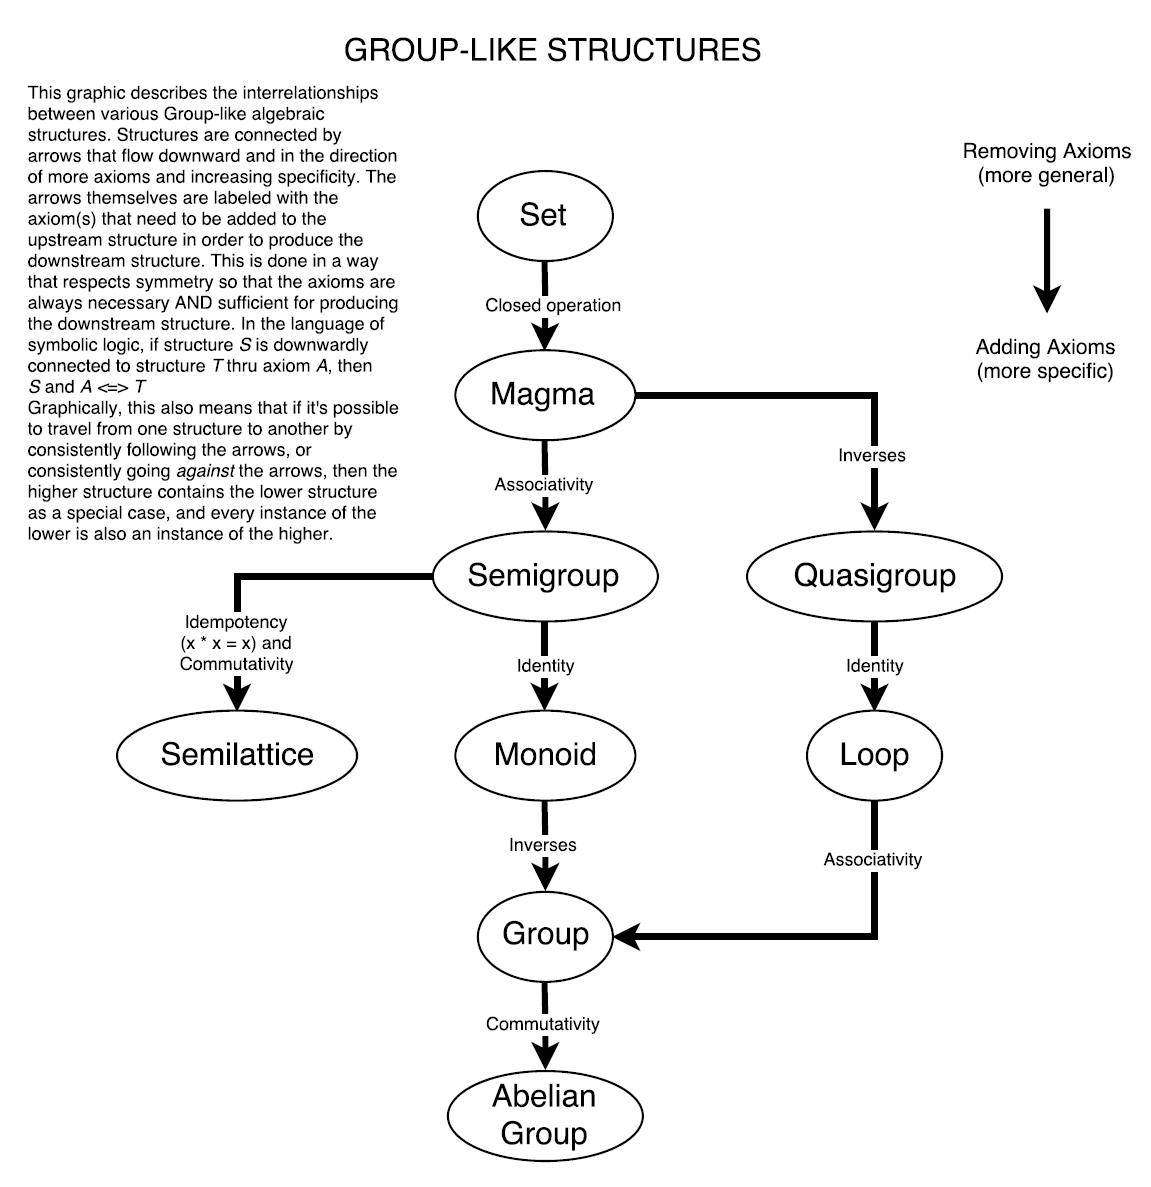 GROUP-LIKE STRUCTURES
This graphic describes the interrelationships
between various Group-like algebraic
structures. Structures are connected by
arrows that flow downward and in the direction
of more axioms and increasing specificity. The
arrows themselves are labeled with the
axiom(s) that need to be added to the
upstream structure in order to produce the
downstream structure. This is done in a way
that respects symmetry so that the axioms are
always necessary AND sufficient for producing
the downstream structure. In the language of
symbolic logic, if structure S is downwardly
connected to structure T thru axiom A, then
S and A <=> T
Graphically, this also means that if it's possible
to travel from one structure to another by
consistently following the arrows, or
consistently going against the arrows, then the
higher structure contains the lower structure
as a special case, and every instance of the
lower is also an instance of the higher.
Removing Axioms
(more general)
Adding Axioms
(more specific)
Set
Closed operation
Magma
Associativity
Inverses
Semigroup
Quasigroup
Idempotency
(x * x = x) and
Commutativity
Identity
Identity
Semilattice
Monoid
Loop
Inverses
Associativity
Group
Commutativity
Abelian
Group